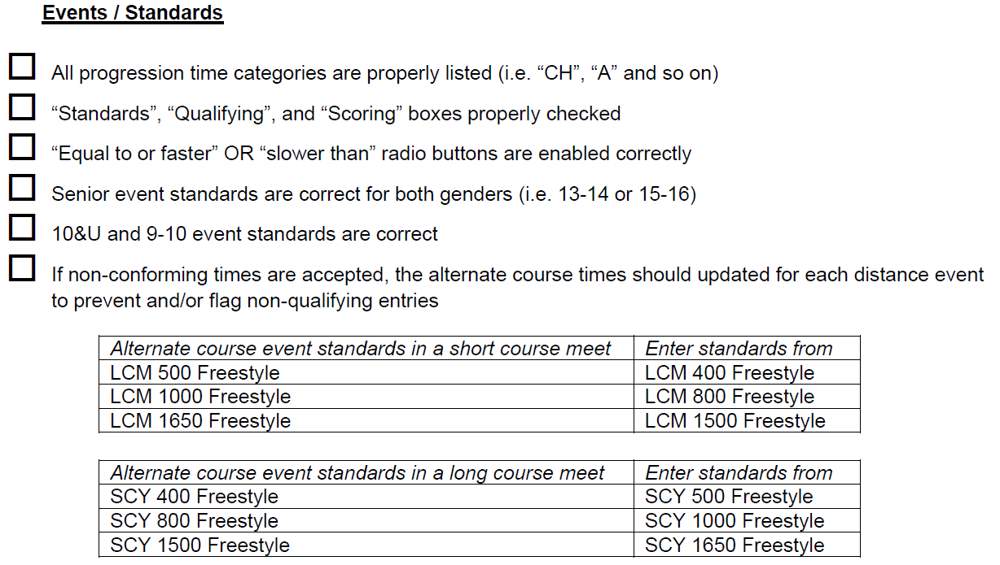 Events / Standards
All progression time categories are properly listed (i.e. “CH”, “A” and so on)
“Standards”, “Qualifying”, and “Scoring” boxes properly checked
“Equal to or faster” OR “slower than” radio buttons are enabled correctly
Senior event standards are correct for both genders (i.e. 13-14 or 15-16)
10&U and 9-10 event standards are correct
If non-conforming times are accepted, the alternate course times should updated for each distance event
to prevent and/or flag non-qualifying entries
Alternate course event standards in a short course meet Enter standards from
LCM 500 Freestyle LCM 400 Freestyle
LCM 1000 Freestyle LCM 800 Freestyle
LCM 1650 Freestyle LCM 1500 Freestyle
Alternate course event standards in a long course meet Enter standards from
SCY 400 Freestyle SCY 500 Freestyle
SCY 800 Freestyle SCY 1000 Freestyle
SCY 1500 Freestyle SCY 1650 Freestyle